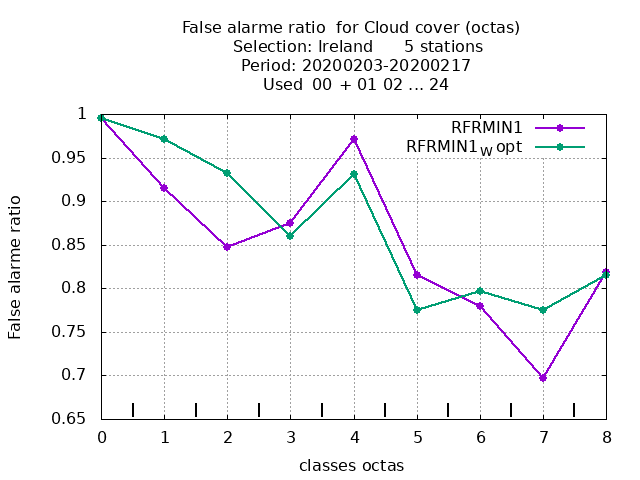 False alarme ratio  for Cloud cover (octas)
Selection: Ireland      5 stations
Period: 20200203-20200217
Used  00 + 01 02 ... 24
RFRMIN1
RFRMIN1W opt
1
0.95
0.9
0.85
0.8
0.75
0.7
0.65
False alarme ratio
0 1 2 3 4 5 6 7 8
classes octas